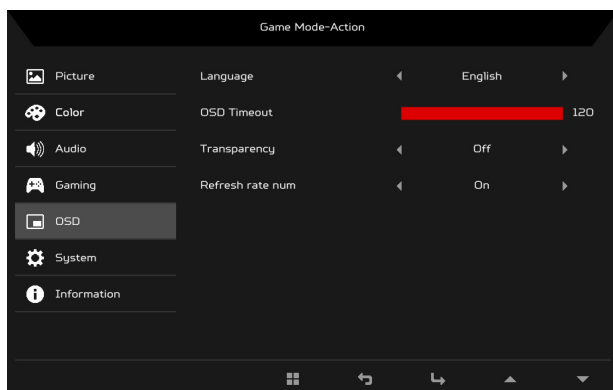 Game Mode-Action
Picture
Language English
Color
OSD Timeout 120
Audio
Transparency Off
Gaming
Refresh rate num On
OSD
System
Information